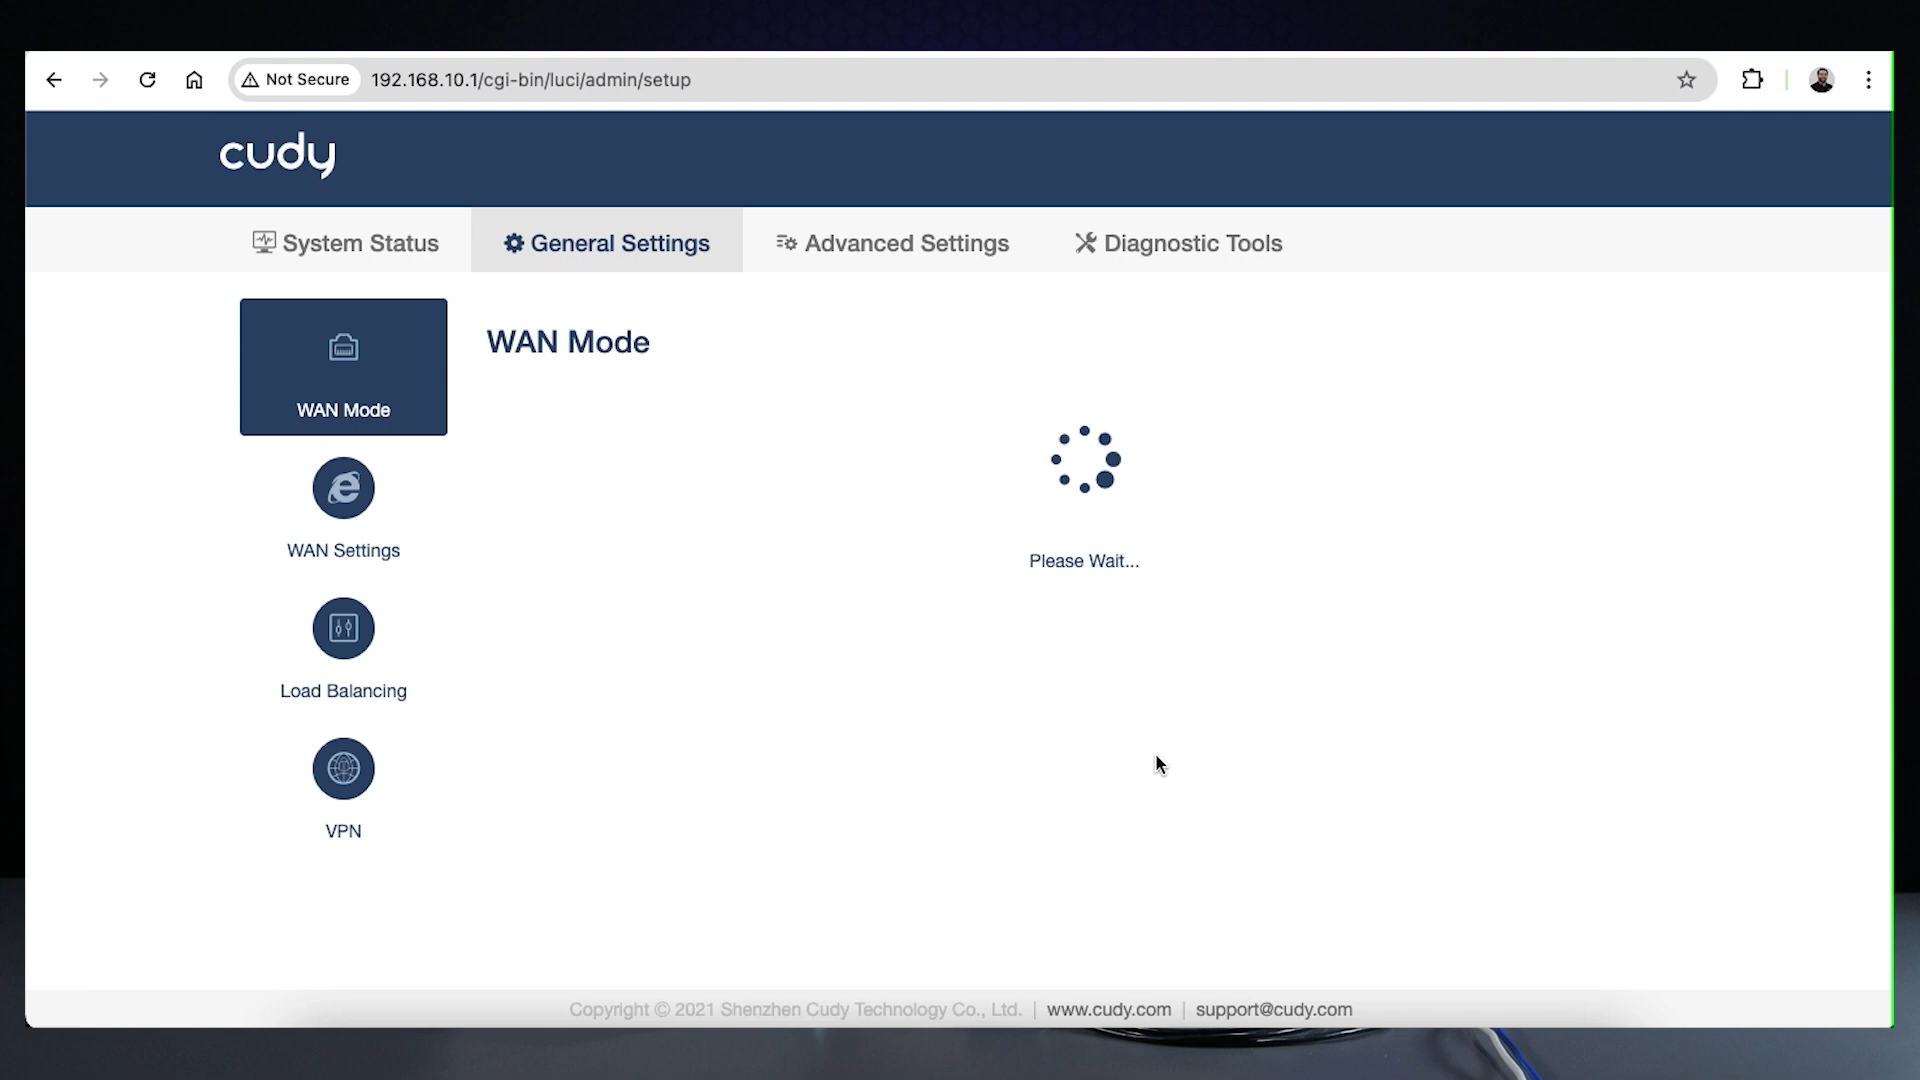 Not Secure 192.168.10.1/cgi-bin/luci/admin/setup
cudy
System Status General Settings Advanced Settings Diagnostic Tools
WAN Mode
WAN Mode
Please Wait...
WAN Settings
Load Balancing
VPN
Copyright © 2021 Shenzhen Cudy Technology Co., Ltd. | www.cudy.com | support@cudy.com